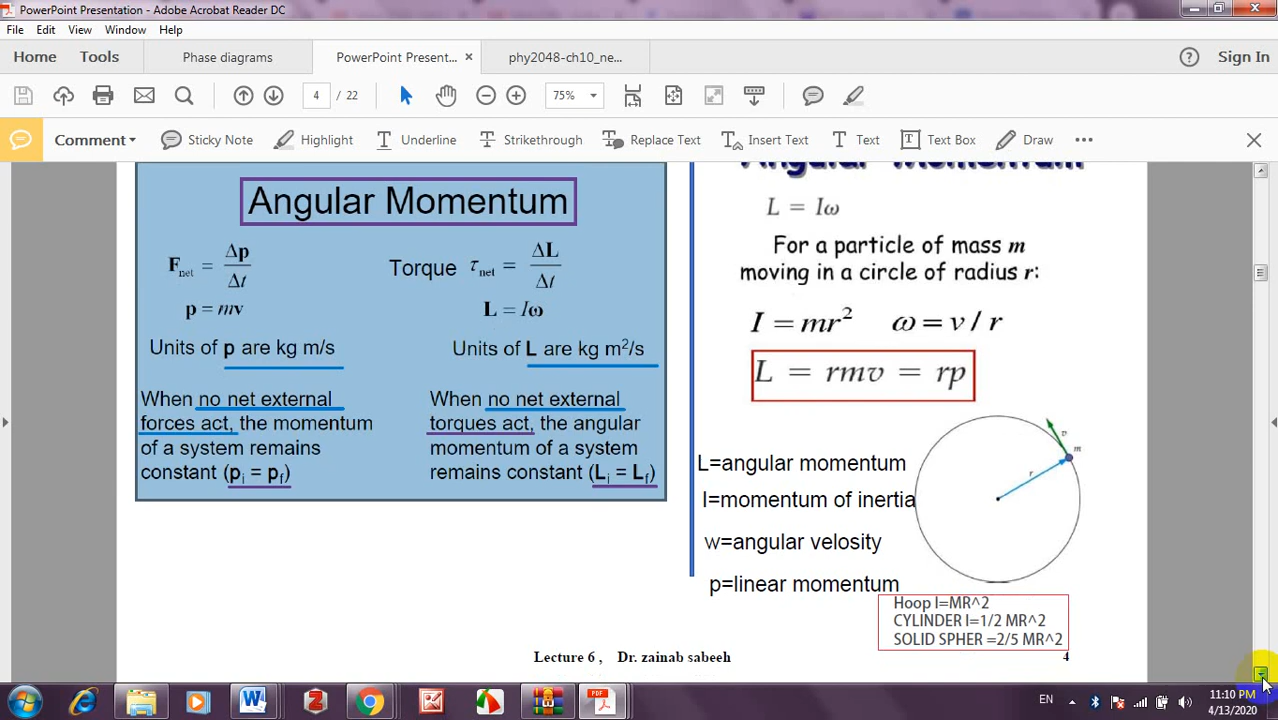 PowerPoint Presentation - Adobe Acrobat Reader DC
File Edit View Window Help
Home Tools Phase diagrams PowerPoint Present... × phy2048-ch10_ne... ? Sign In
4 / 22 75%
Comment Sticky Note Highlight Underline Strikethrough Replace Text Insert Text Text Text Box Draw
Angular Momentum
F net = Δp / Δt
p = mv
Units of p are kg m/s
When no net external
forces act, the momentum
of a system remains
constant (pi = pf)
Torque τ net = ΔL / Δt
L = Iω
Units of L are kg m²/s
When no net external
torques act, the angular
momentum of a system
remains constant (Li = Lf)
Angular Momentum
L = Iω
For a particle of mass m
moving in a circle of radius r:
I = mr² ω = v / r
L = rmv = rp
v
m
r
L=angular momentum
I=momentum of inertia
w=angular velosity
p=linear momentum
Hoop I=MR^2
CYLINDER I=1/2 MR^2
SOLID SPHER =2/5 MR^2
Lecture 6 , Dr. zainab sabeeh 4
EN 11:10 PM
4/13/2020